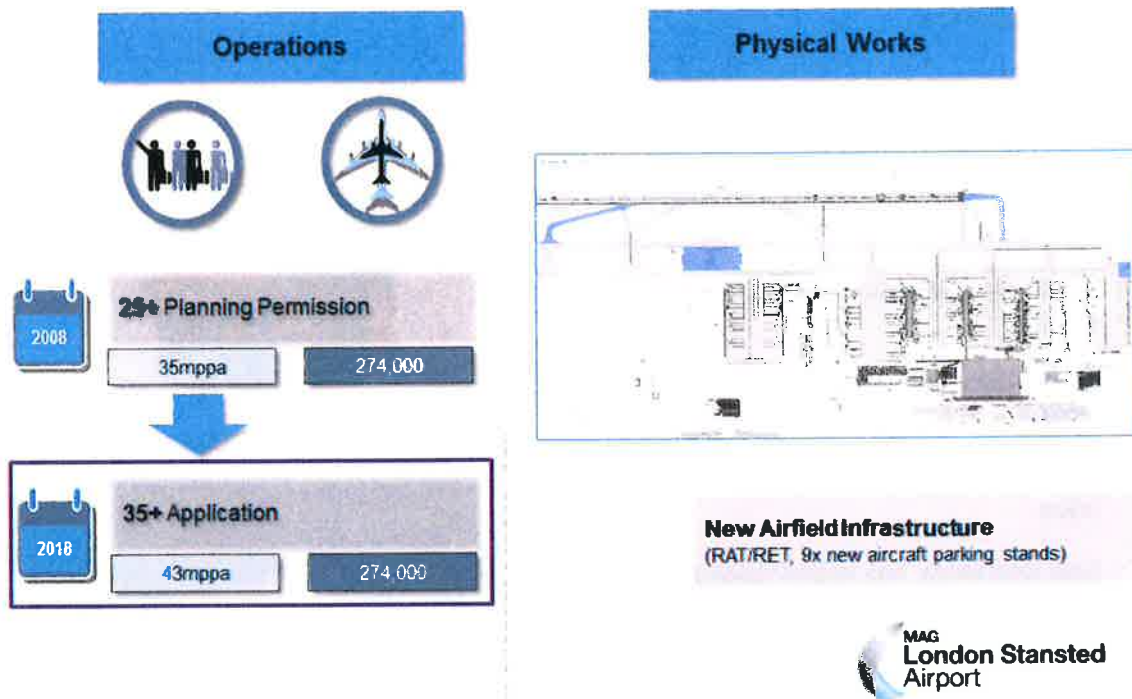 Operations
2008
25+ Planning Permission
35mppa
274,000
2018
35+ Application
43mppa
274,000
Physical Works
New Airfield Infrastructure
(RAT/RET, 9x new aircraft parking stands)
MAG
London Stansted
Airport